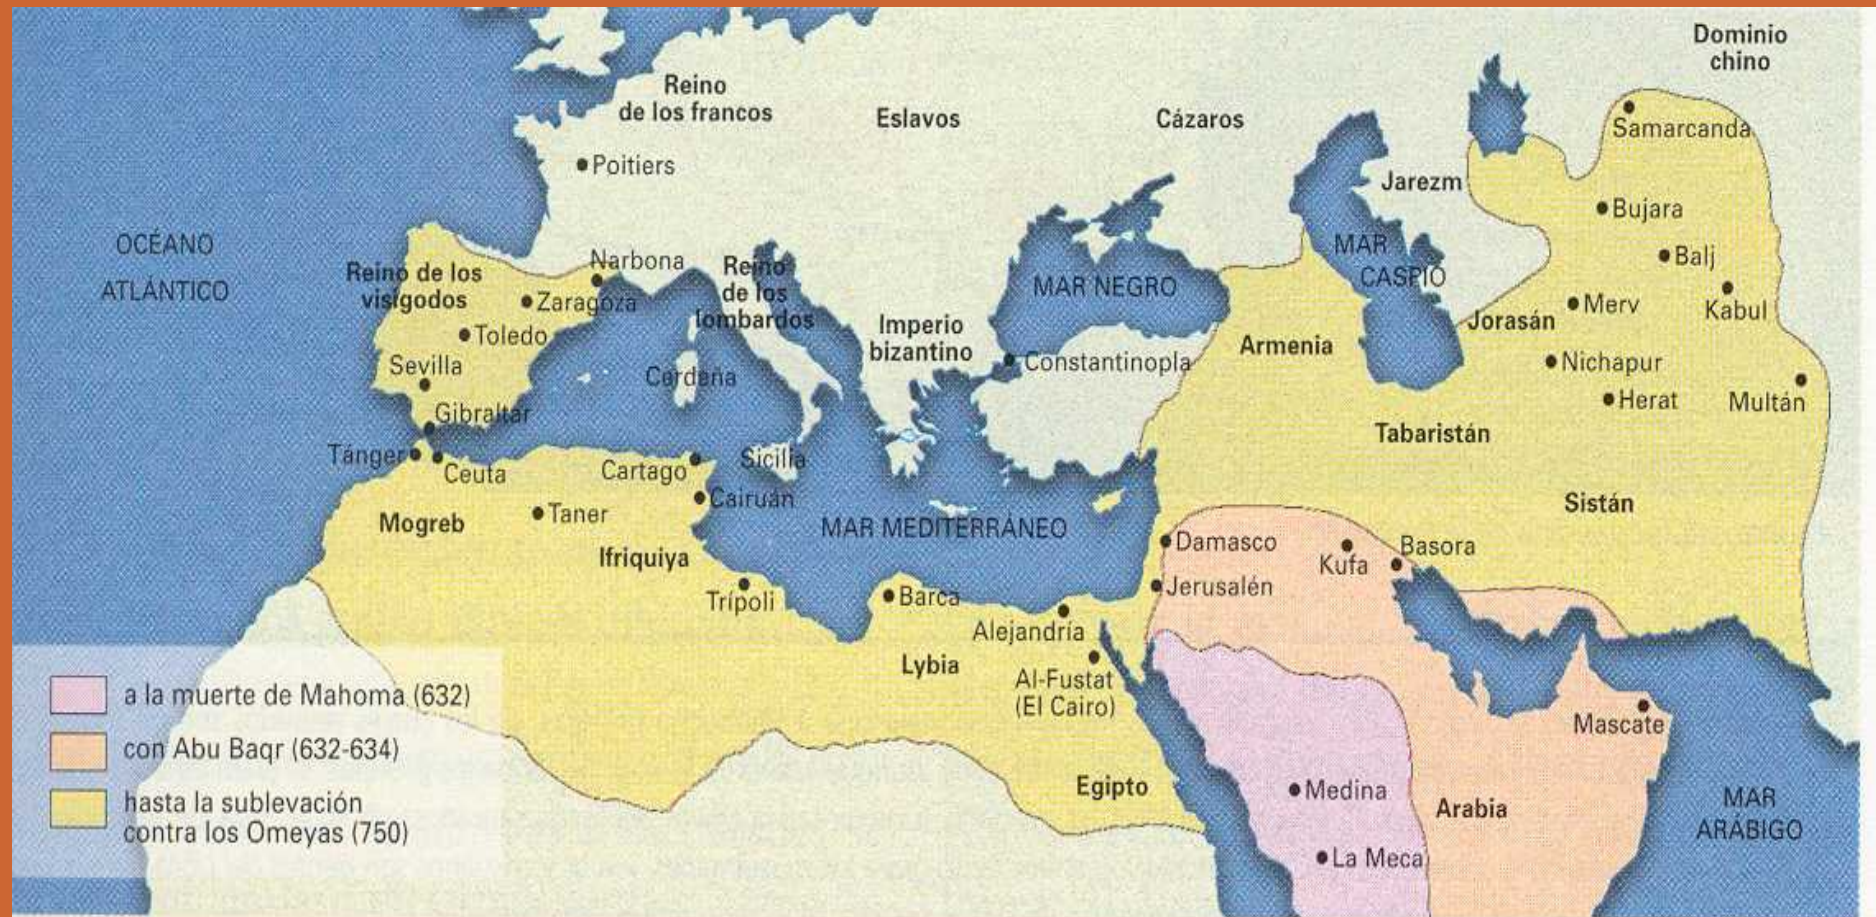 Dominio
chino
Reino
de los francos
Eslavos
Cázaros
Samarcanda
Poitiers
Jarezm
Bujara
OCÉANO
ATLÁNTICO
MAR
CASPIO
Balj
Narbona
Reino de los
visigodos
Zaragoza
Reino
de los
lombardos
MAR NEGRO
Kabul
Merv
Jorasán
Toledo
Imperio
bizantino
Armenia
Constantinopla
Nichapur
Sevilla
Cerdeña
Herat
Multán
Gibraltar
Tabaristán
Tánger
Ceuta
Cartago
Sicilia
Cairuán
Sistán
Mogreb
Taner
MAR MEDITERRÁNEO
Ifriquiya
Damasco
Kufa
Basora
Jerusalén
Trípoli
Barca
Alejandría
Lybia
Al-Fustat
(El Cairo)
Mascate
Egipto
Medina
Arabia
MAR
ARÁBIGO
La Meca
a la muerte de Mahoma (632)
con Abu Baqr (632-634)
hasta la sublevación
contra los Omeyas (750)